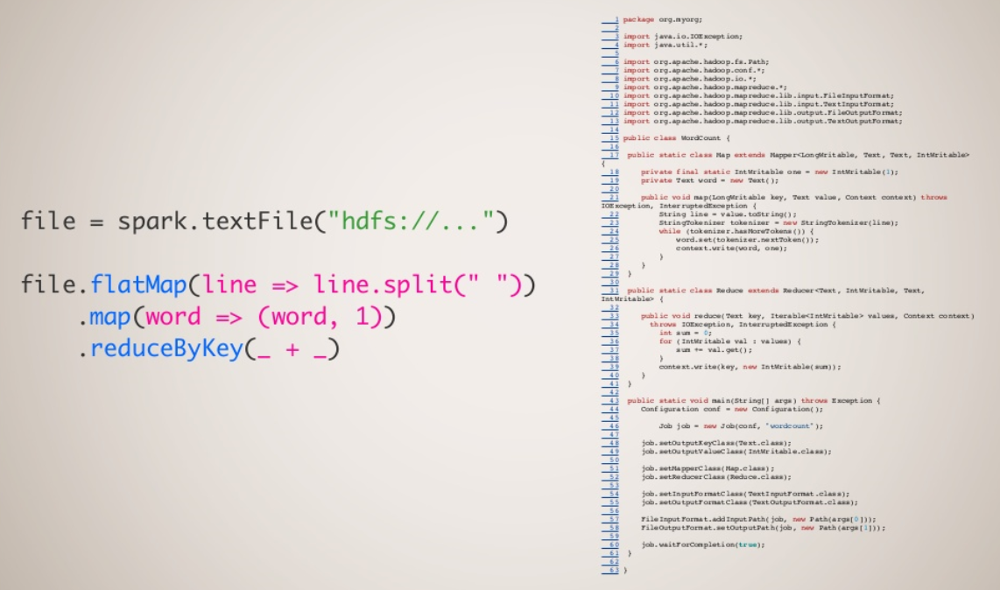 file = spark.textFile("hdfs://...")
file.flatMap(line => line.split(" "))
.map(word => (word, 1))
.reduceByKey(_ + _)
1 package org.myorg;
2
3 import java.io.IOException;
4 import java.util.*;
5
6 import org.apache.hadoop.fs.Path;
7 import org.apache.hadoop.conf.*;
8 import org.apache.hadoop.io.*;
9 import org.apache.hadoop.mapreduce.*;
10 import org.apache.hadoop.mapreduce.lib.input.FileInputFormat;
11 import org.apache.hadoop.mapreduce.lib.input.TextInputFormat;
12 import org.apache.hadoop.mapreduce.lib.output.FileOutputFormat;
13 import org.apache.hadoop.mapreduce.lib.output.TextOutputFormat;
14
15 public class WordCount {
16
17 public static class Map extends Mapper<LongWritable, Text, Text, IntWritable>
{
18 private final static IntWritable one = new IntWritable(1);
19 private Text word = new Text();
20
21 public void map(LongWritable key, Text value, Context context) throws
IOException, InterruptedException {
22 String line = value.toString();
23 StringTokenizer tokenizer = new StringTokenizer(line);
24 while (tokenizer.hasMoreTokens()) {
25 word.set(tokenizer.nextToken());
26 context.write(word, one);
27 }
28 }
29 }
30
31 public static class Reduce extends Reducer<Text, IntWritable, Text,
IntWritable> {
32
33 public void reduce(Text key, Iterable<IntWritable> values, Context context)
34 throws IOException, InterruptedException {
35 int sum = 0;
36 for (IntWritable val : values) {
37 sum += val.get();
38 }
39 context.write(key, new IntWritable(sum));
40 }
41 }
42
43 public static void main(String[] args) throws Exception {
44 Configuration conf = new Configuration();
45
46 Job job = new Job(conf, "wordcount");
47
48 job.setOutputKeyClass(Text.class);
49 job.setOutputValueClass(IntWritable.class);
50
51 job.setMapperClass(Map.class);
52 job.setReducerClass(Reduce.class);
53
54 job.setInputFormatClass(TextInputFormat.class);
55 job.setOutputFormatClass(TextOutputFormat.class);
56
57 FileInputFormat.addInputPath(job, new Path(args[0]));
58 FileOutputFormat.setOutputPath(job, new Path(args[1]));
59
60 job.waitForCompletion(true);
61 }
62
63 }